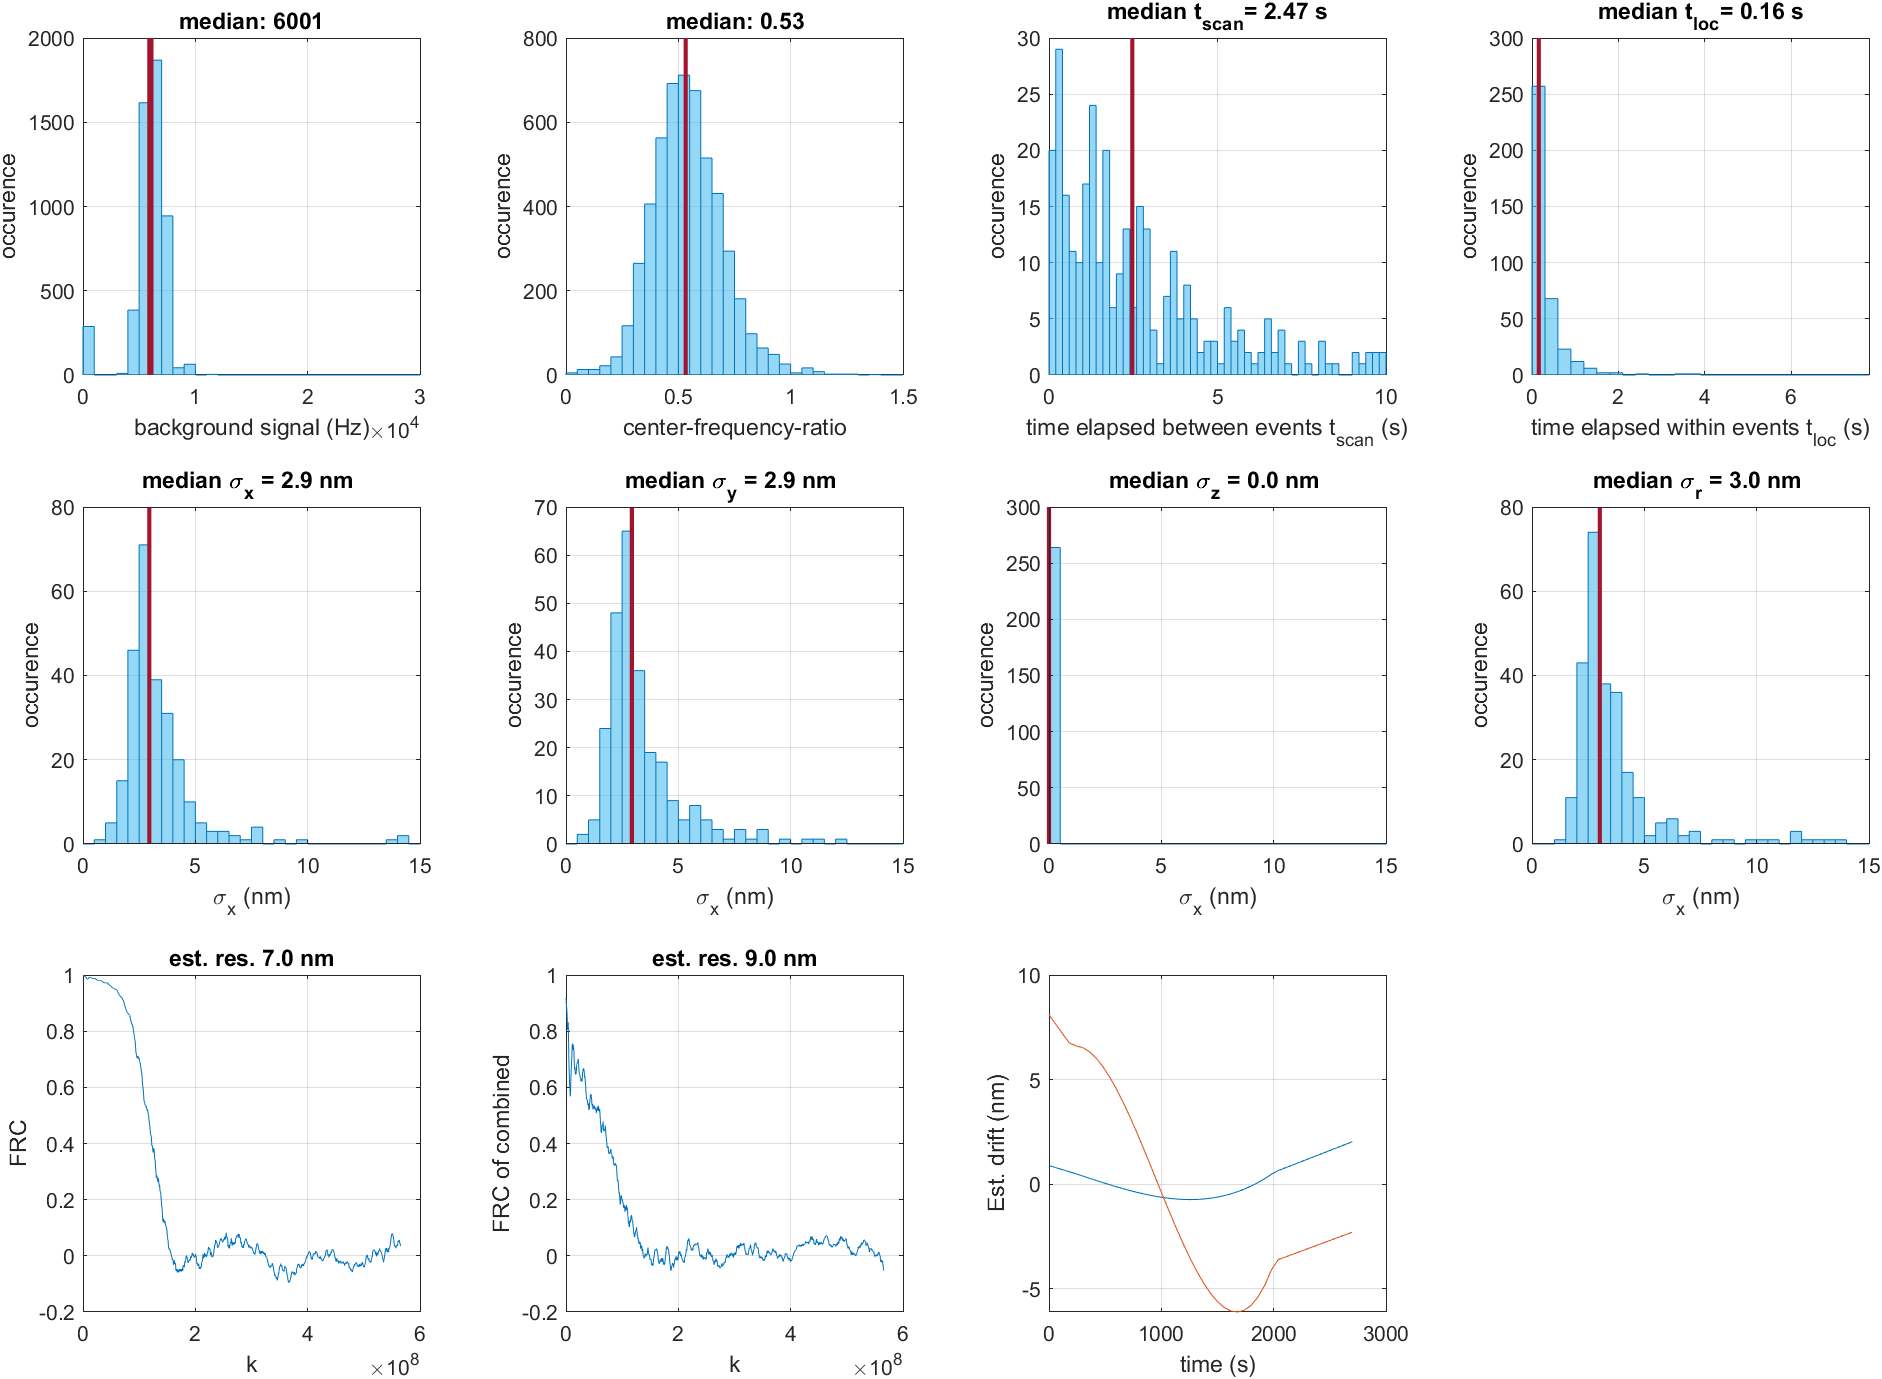 median: 6001
2000
1500
1000
500
0
occurence
0 1 2 3
background signal (Hz) ×10⁴
median: 0.53
800
600
400
200
0
occurence
0 0.5 1 1.5
center-frequency-ratio
median t_scan = 2.47 s
30
25
20
15
10
5
0
occurence
0 5 10
time elapsed between events t_scan (s)
median t_loc = 0.16 s
300
250
200
150
100
50
0
occurence
0 2 4 6
time elapsed within events t_loc (s)
median σ_x = 2.9 nm
80
60
40
20
0
occurence
0 5 10 15
σ_x (nm)
median σ_y = 2.9 nm
70
60
50
40
30
20
10
0
occurence
0 5 10 15
σ_x (nm)
median σ_z = 0.0 nm
300
250
200
150
100
50
0
occurence
0 5 10 15
σ_x (nm)
median σ_r = 3.0 nm
80
60
40
20
0
occurence
0 5 10 15
σ_x (nm)
est. res. 7.0 nm
1
0.8
0.6
0.4
0.2
0
-0.2
FRC
0 2 4 6
k ×10⁸
est. res. 9.0 nm
1
0.8
0.6
0.4
0.2
0
-0.2
FRC of combined
0 2 4 6
k ×10⁸
10
5
0
-5
Est. drift (nm)
0 1000 2000 3000
time (s)